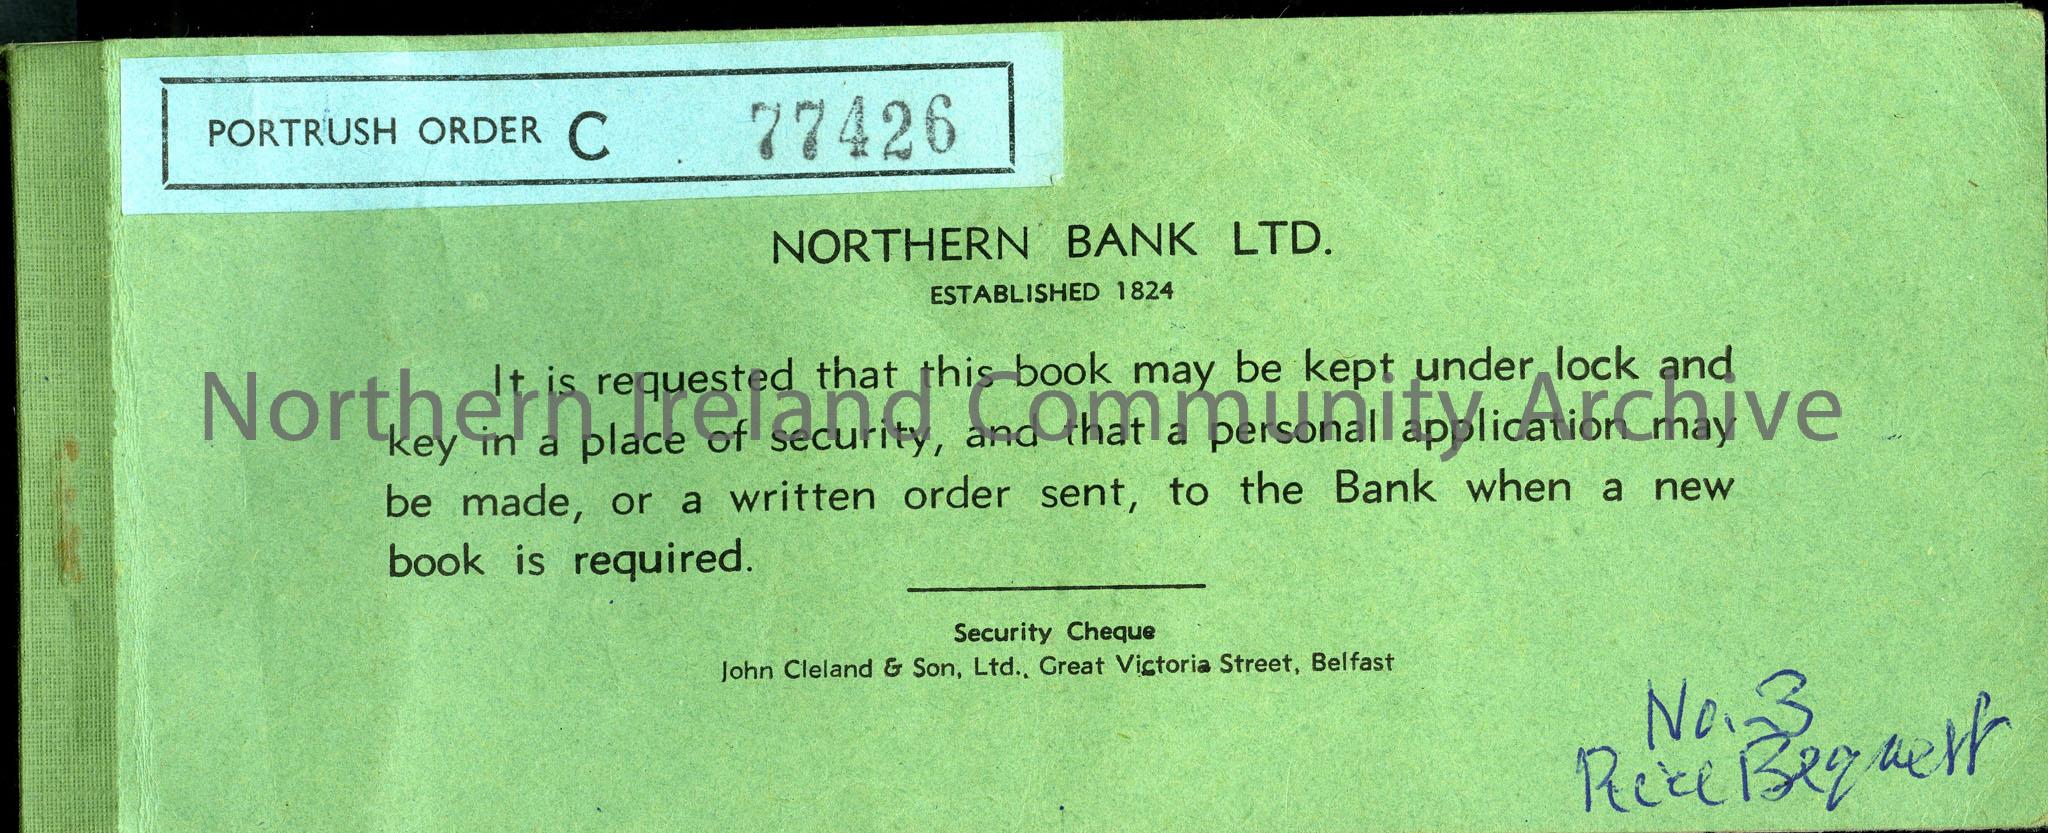 PORTRUSH ORDER C 77426
NORTHERN BANK LTD.
ESTABLISHED 1824
It is requested that this book may be kept under lock and
key in a place of security, and that a personal application may
be made, or a written order sent, to the Bank when a new
book is required.
Northern Ireland Community Archive
Security Cheque
John Cleland & Son, Ltd., Great Victoria Street, Belfast
No. 3
Bequest